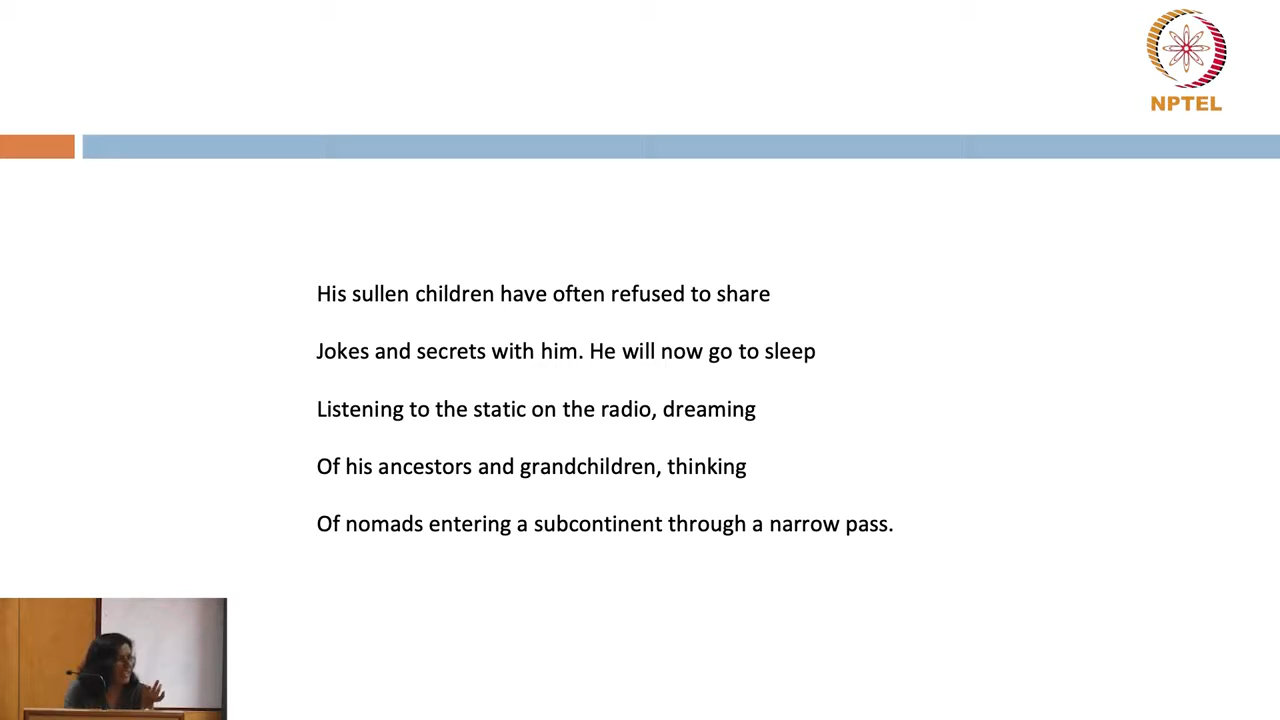 NPTEL
His sullen children have often refused to share
Jokes and secrets with him. He will now go to sleep
Listening to the static on the radio, dreaming
Of his ancestors and grandchildren, thinking
Of nomads entering a subcontinent through a narrow pass.